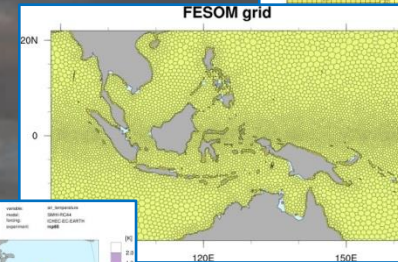 FESOM grid
20N
0
120E
150E
variable: air_temperature
model: SMHI-RCA4
forcing: ICHEC-EC-EARTH
experiment: rcp85
[K]
2.0